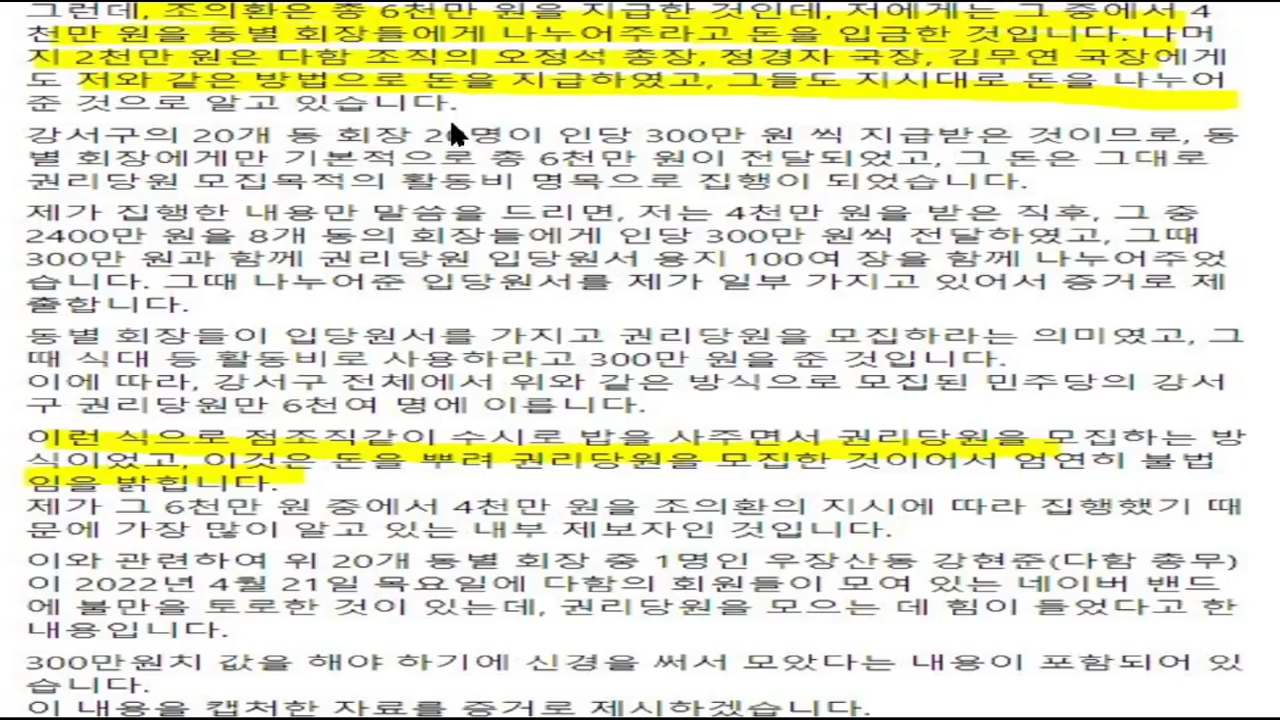 그런데, 조의환은 총 6천만 원을 지급한 것인데, 저에게는 그 중에서 4
천만 원을 동별 회장들에게 나누어주라고 돈을 입금한 것입니다. 나머
지 2천만 원은 다함 조직의 오정석 총장, 정경자 국장, 김무연 국장에게
도 저와 같은 방법으로 돈을 지급하였고, 그들도 지시대로 돈을 나누어
준 것으로 알고 있습니다.
강서구의 20개 동 회장 20명이 인당 300만 원 씩 지급받은 것이므로, 동
별 회장에게만 기본적으로 총 6천만 원이 전달되었고, 그 돈은 그대로
권리당원 모집목적의 활동비 명목으로 집행이 되었습니다.
제가 집행한 내용만 말씀을 드리면, 저는 4천만 원을 받은 직후, 그 중
2400만 원을 8개 동의 회장들에게 인당 300만 원씩 전달하였고, 그때
300만 원과 함께 권리당원 입당원서 용지 100여 장을 함께 나누어주었
습니다. 그때 나누어준 입당원서를 제가 일부 가지고 있어서 증거로 제
출합니다.
동별 회장들이 입당원서를 가지고 권리당원을 모집하라는 의미였고, 그
때 식대 등 활동비로 사용하라고 300만 원을 준 것입니다.
이에 따라, 강서구 전체에서 위와 같은 방식으로 모집된 민주당의 강서
구 권리당원만 6천여 명에 이릅니다.
이런 식으로 점조직같이 수시로 밥을 사주면서 권리당원을 모집하는 방
식이었고, 이것은 돈을 뿌려 권리당원을 모집한 것이어서 엄연히 불법
임을 밝힙니다.
제가 그 6천만 원 중에서 4천만 원을 조의환의 지시에 따라 집행했기 때
문에 가장 많이 알고 있는 내부 제보자인 것입니다.
이와 관련하여 위 20개 동별 회장 중 1명인 우장산동 강현준(다함 총무)
이 2022년 4월 21일 목요일에 다함의 회원들이 모여 있는 네이버 밴드
에 불만을 토로한 것이 있는데, 권리당원을 모으는 데 힘이 들었다고 한
내용입니다.
300만원치 값을 해야 하기에 신경을 써서 모았다는 내용이 포함되어 있
습니다.
이 내용을 캡처한 자료를 증거로 제시하겠습니다.